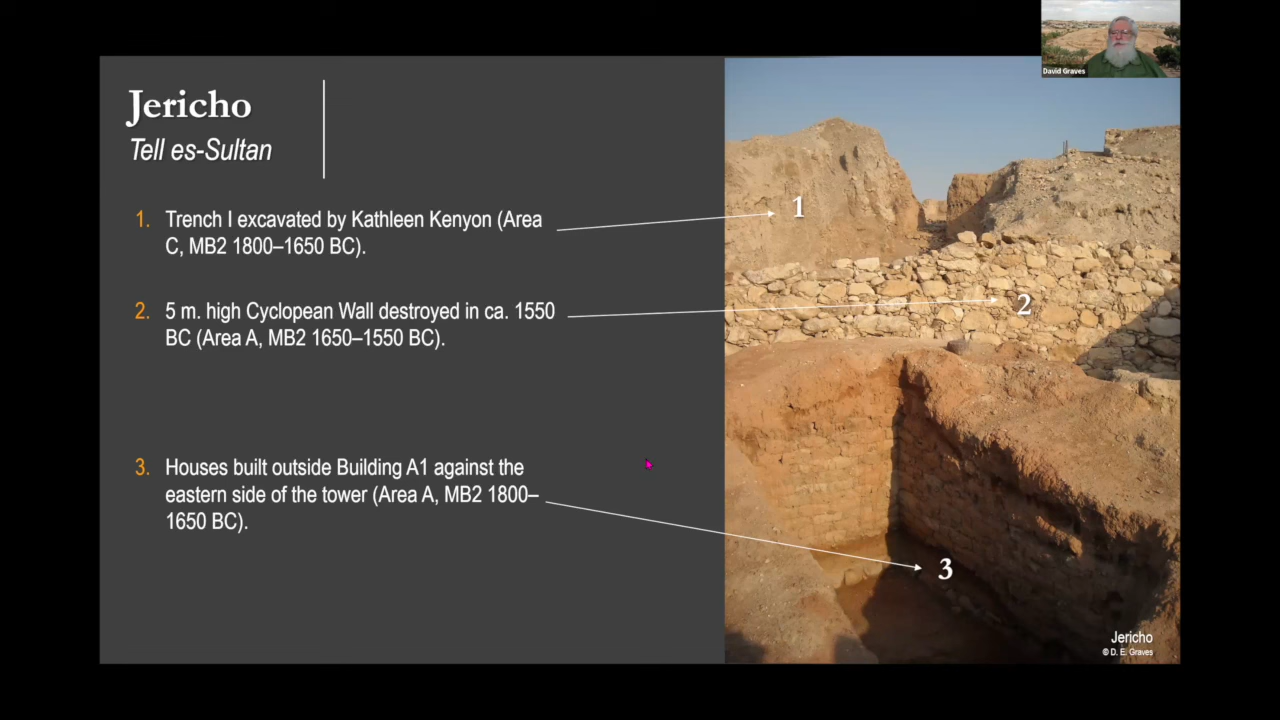 David Graves
Jericho
Tell es-Sultan
1. Trench I excavated by Kathleen Kenyon (Area
C, MB2 1800–1650 BC).
2. 5 m. high Cyclopean Wall destroyed in ca. 1550
BC (Area A, MB2 1650–1550 BC).
3. Houses built outside Building A1 against the
eastern side of the tower (Area A, MB2 1800–
1650 BC).
1
2
3
Jericho
© D. E. Graves